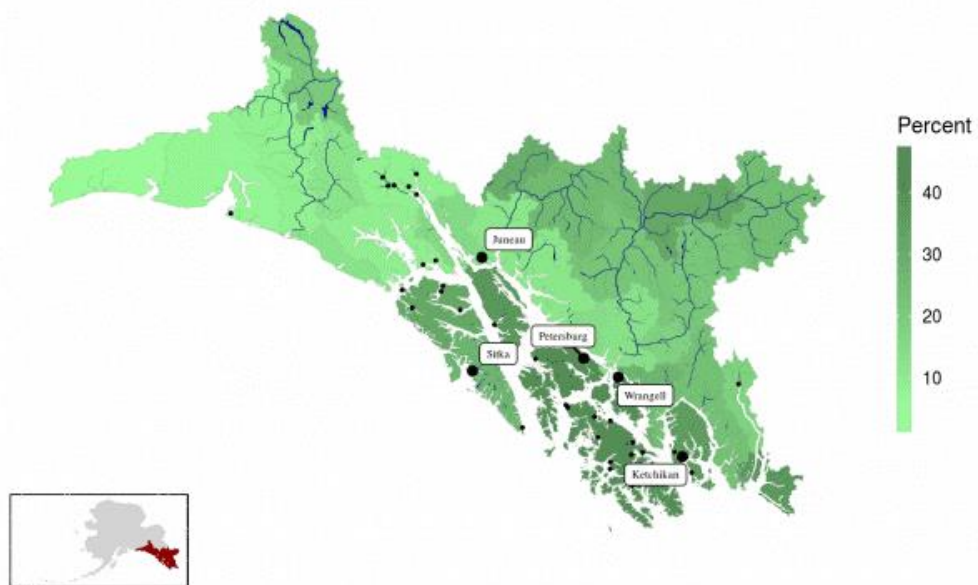 Percent
40
30
20
10
Juneau
Petersburg
Sitka
Wrangell
Ketchikan